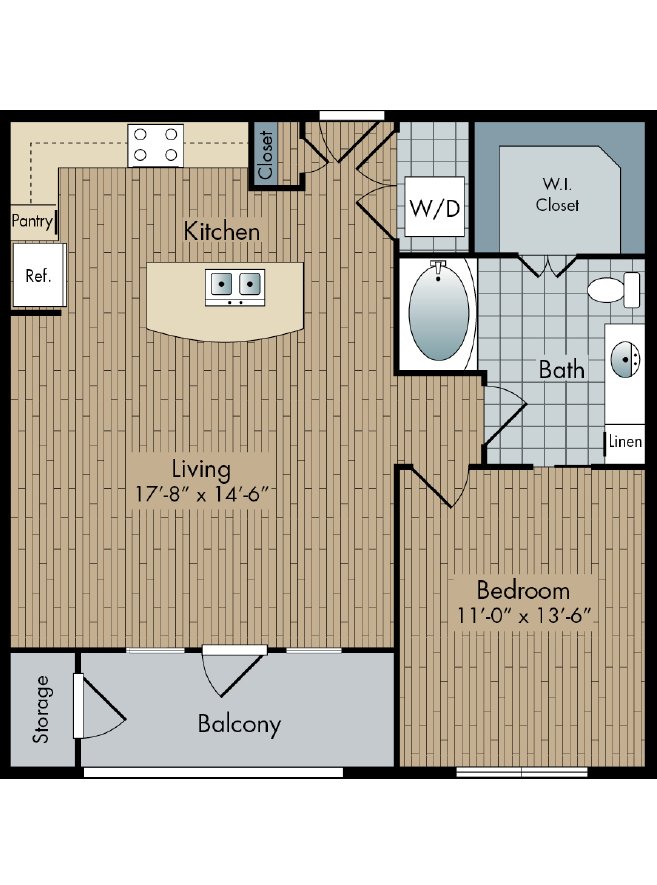 Closet
W.I.
Closet
Pantry
Kitchen
W/D
Ref.
Bath
Linen
Living
17'-8" x 14'-6"
Bedroom
11'-0" x 13'-6"
Storage
Balcony